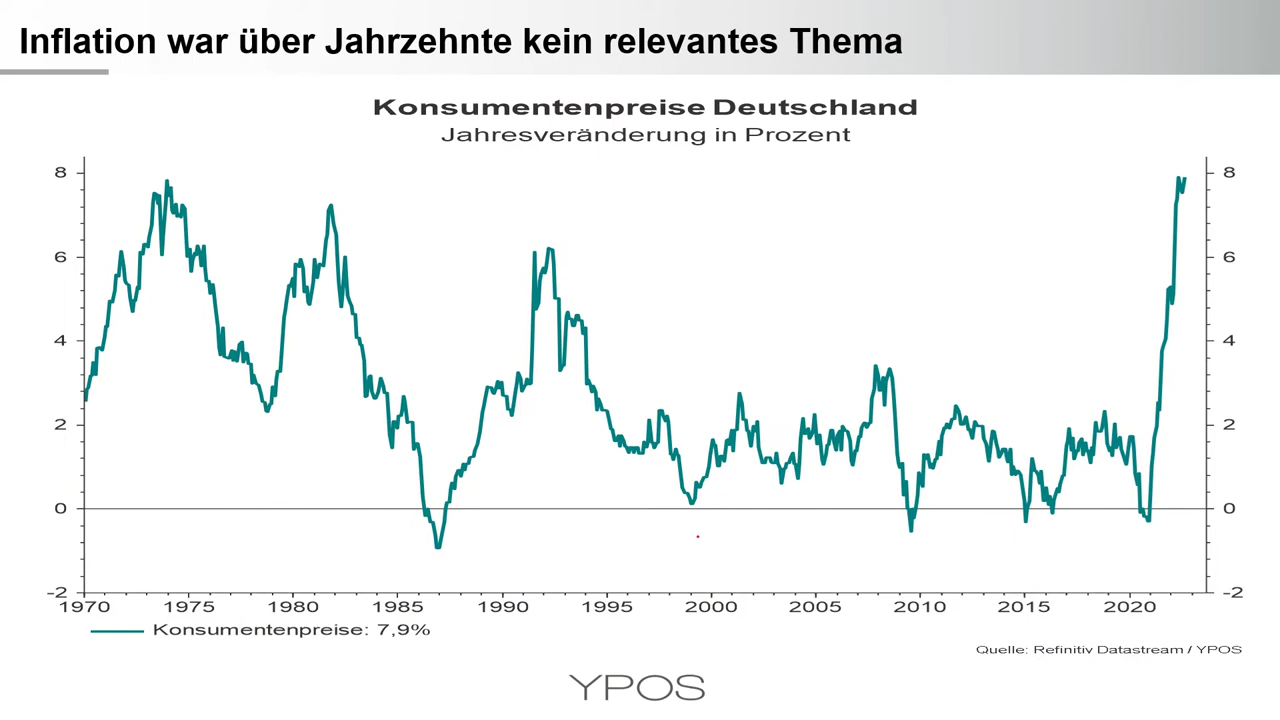 Inflation war über Jahrzehnte kein relevantes Thema
Konsumentenpreise Deutschland
Jahresveränderung in Prozent
8 8
6 6
4 4
2 2
0 0
-2 -2
1970 1975 1980 1985 1990 1995 2000 2005 2010 2015 2020
Konsumentenpreise: 7,9%
Quelle: Refinitiv Datastream / YPOS
YPOS